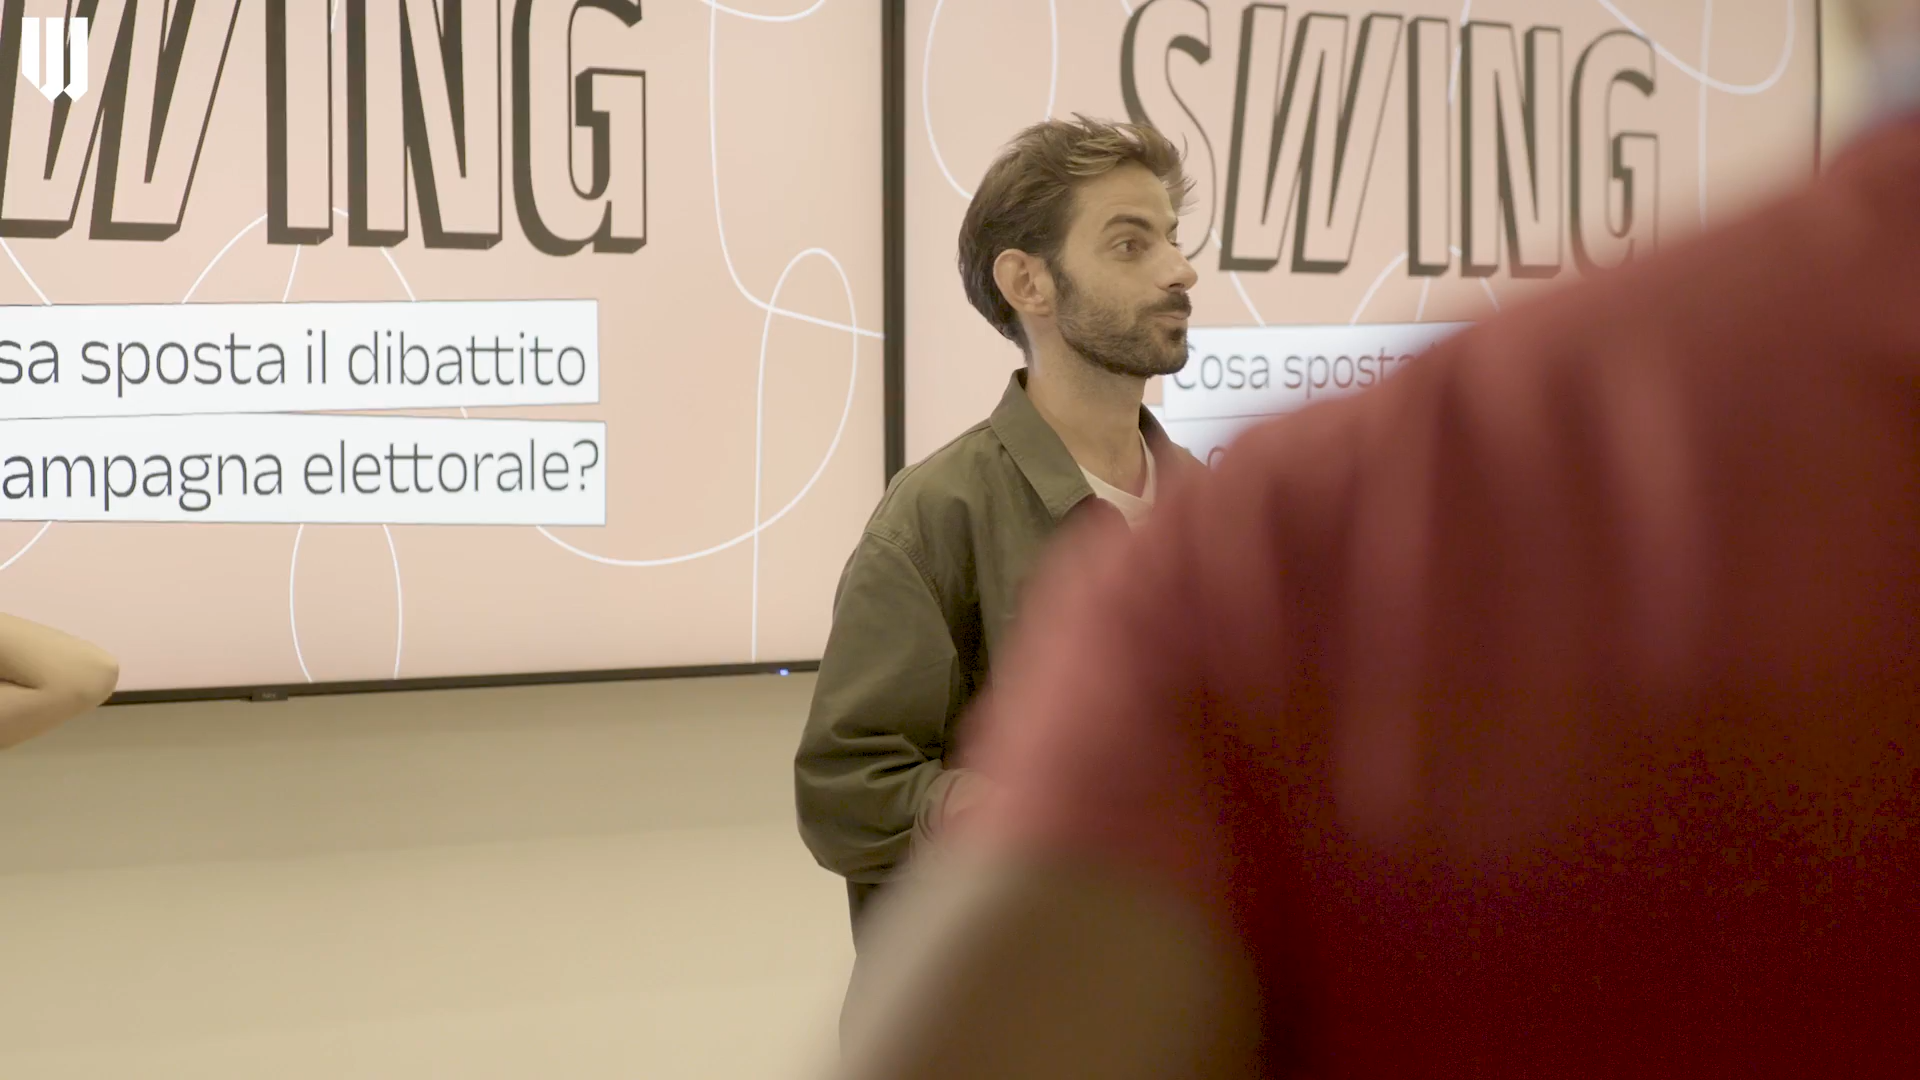 WING
sa sposta il dibattito
ampagna elettorale?
SWING
Cosa sposta